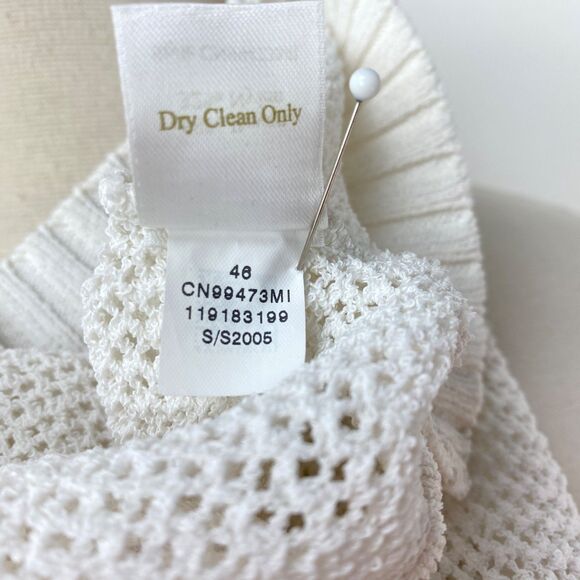 Dry Clean Only
46
CN99473MI
119183199
S/S2005